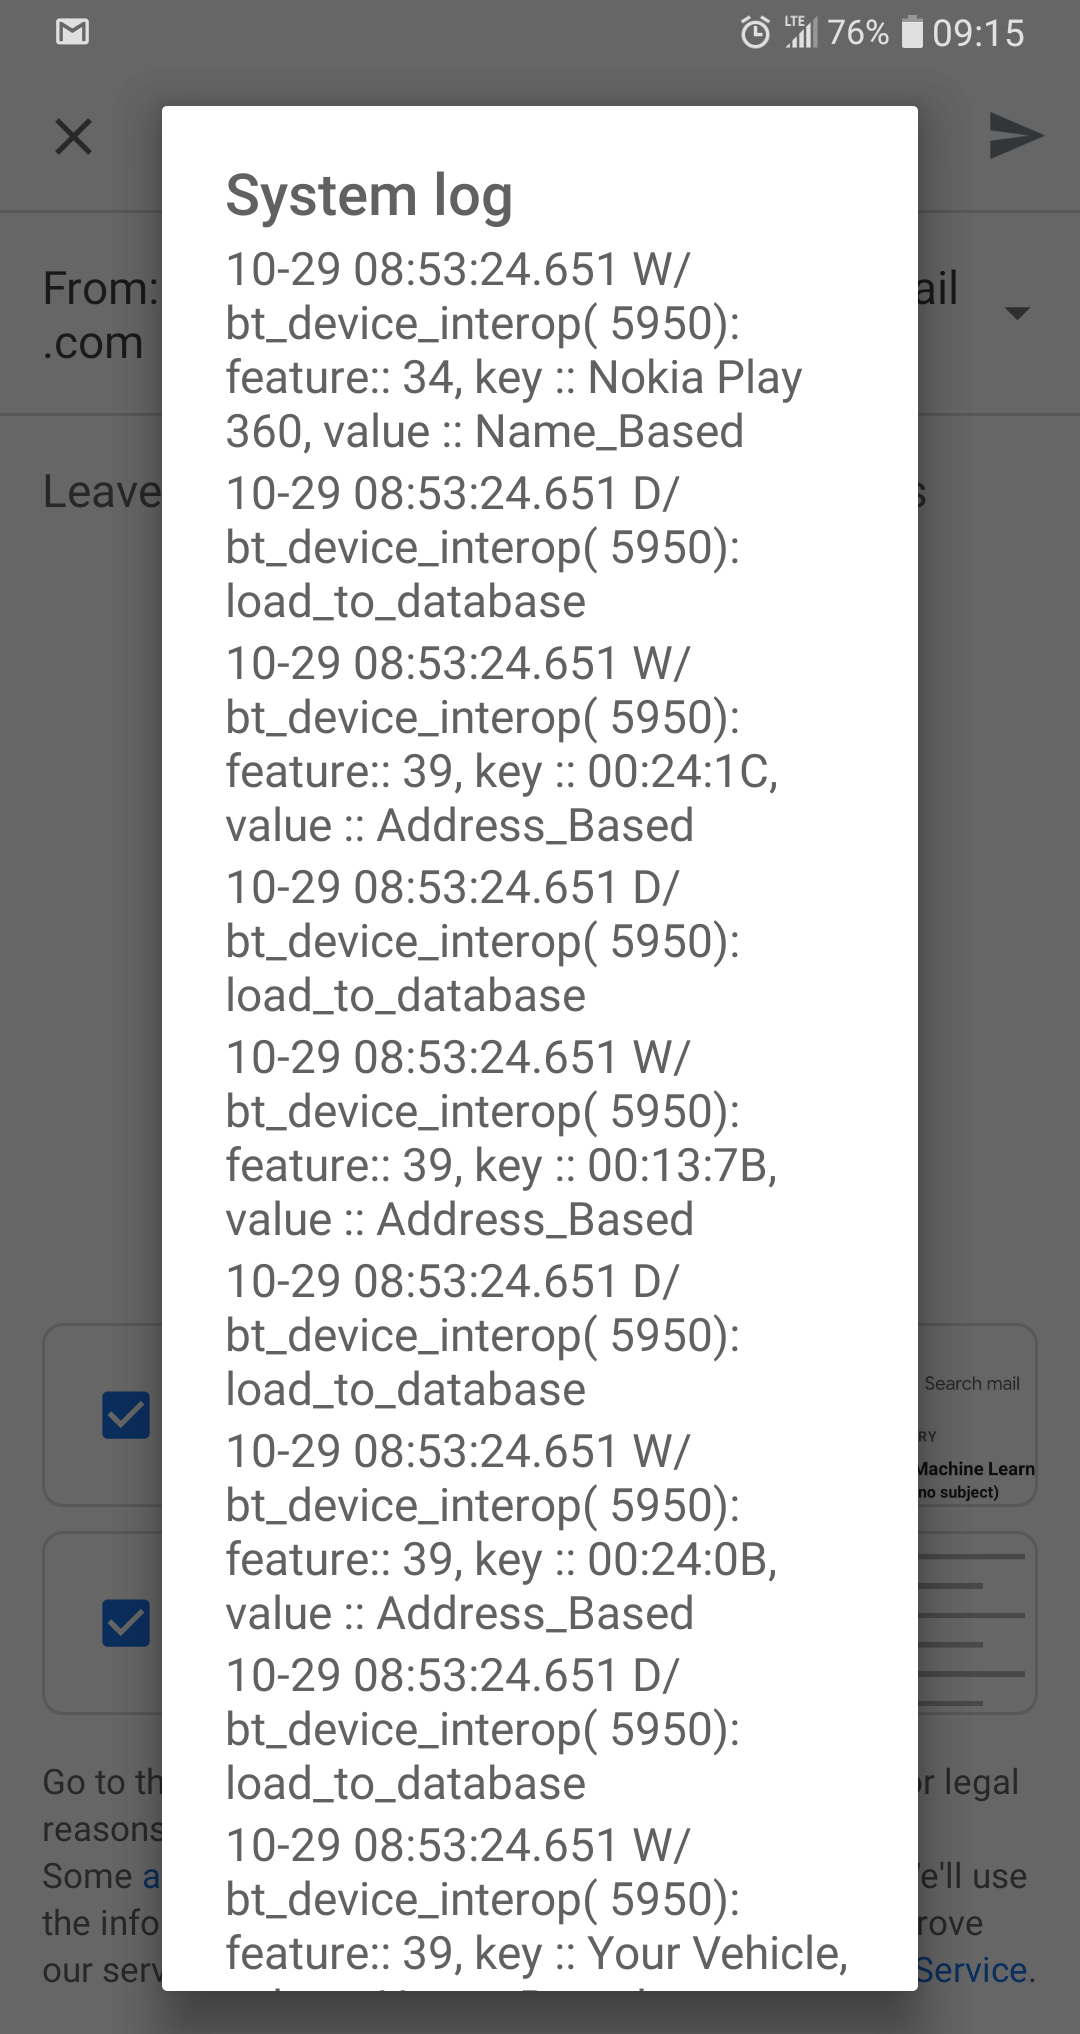 LTE 76% 09:15
System log
10-29 08:53:24.651 W/
bt_device_interop( 5950):
feature:: 34, key :: Nokia Play
360, value :: Name_Based
10-29 08:53:24.651 D/
bt_device_interop( 5950):
load_to_database
10-29 08:53:24.651 W/
bt_device_interop( 5950):
feature:: 39, key :: 00:24:1C,
value :: Address_Based
10-29 08:53:24.651 D/
bt_device_interop( 5950):
load_to_database
10-29 08:53:24.651 W/
bt_device_interop( 5950):
feature:: 39, key :: 00:13:7B,
value :: Address_Based
10-29 08:53:24.651 D/
bt_device_interop( 5950):
load_to_database
10-29 08:53:24.651 W/
bt_device_interop( 5950):
feature:: 39, key :: 00:24:0B,
value :: Address_Based
10-29 08:53:24.651 D/
bt_device_interop( 5950):
load_to_database
10-29 08:53:24.651 W/
bt_device_interop( 5950):
feature:: 39, key :: Your Vehicle,
From: ail
.com
Leave
Search mail
RY
Machine Learn
no subject)
Go to th r legal
reasons
Some a e'll use
the info rove
our serv Service.